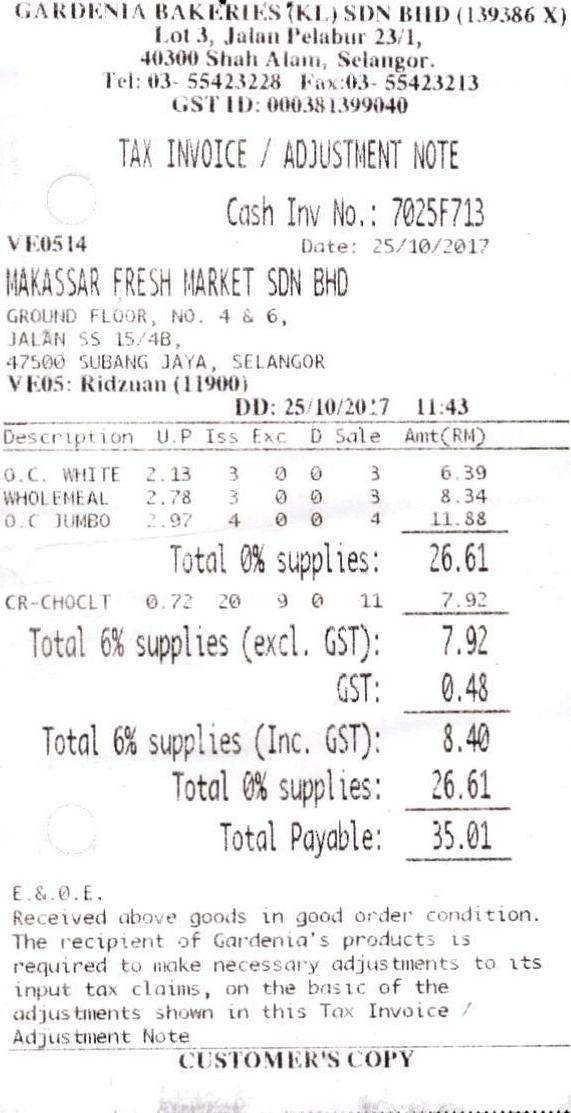 GARDENIA BAKERIES (KL) SDN BHD (139386 X)
Lot 3, Jalan Pelabur 23/1,
40300 Shah Alam, Selangor.
Tel: 03- 55423228 Fax:03- 55423213
GST ID: 000381399040
TAX INVOICE / ADJUSTMENT NOTE
Cash Inv No.: 7025F713
VE0514 Date: 25/10/2017
MAKASSAR FRESH MARKET SDN BHD
GROUND FLOOR, NO. 4 & 6,
JALAN SS 15/4B,
47500 SUBANG JAYA, SELANGOR
VE05: Ridzuan (11900)
DD: 25/10/2017 11:43
Description U.P Iss Exc D Sale Amt(RM)
O.C. WHITE 2.13 3 0 0 3 6.39
WHOLEMEAL 2.78 3 0 0 3 8.34
O.C JUMBO 2.97 4 0 0 4 11.88
Total 0% supplies: 26.61
CR-CHOCLT 0.72 20 9 0 11 7.92
Total 6% supplies (excl. GST): 7.92
GST: 0.48
Total 6% supplies (Inc. GST): 8.40
Total 0% supplies: 26.61
Total Payable: 35.01
E.&.O.E.
Received above goods in good order condition.
The recipient of Gardenia's products is
required to make necessary adjustments to its
input tax claims, on the basic of the
adjustments shown in this Tax Invoice /
Adjustment Note
CUSTOMER'S COPY